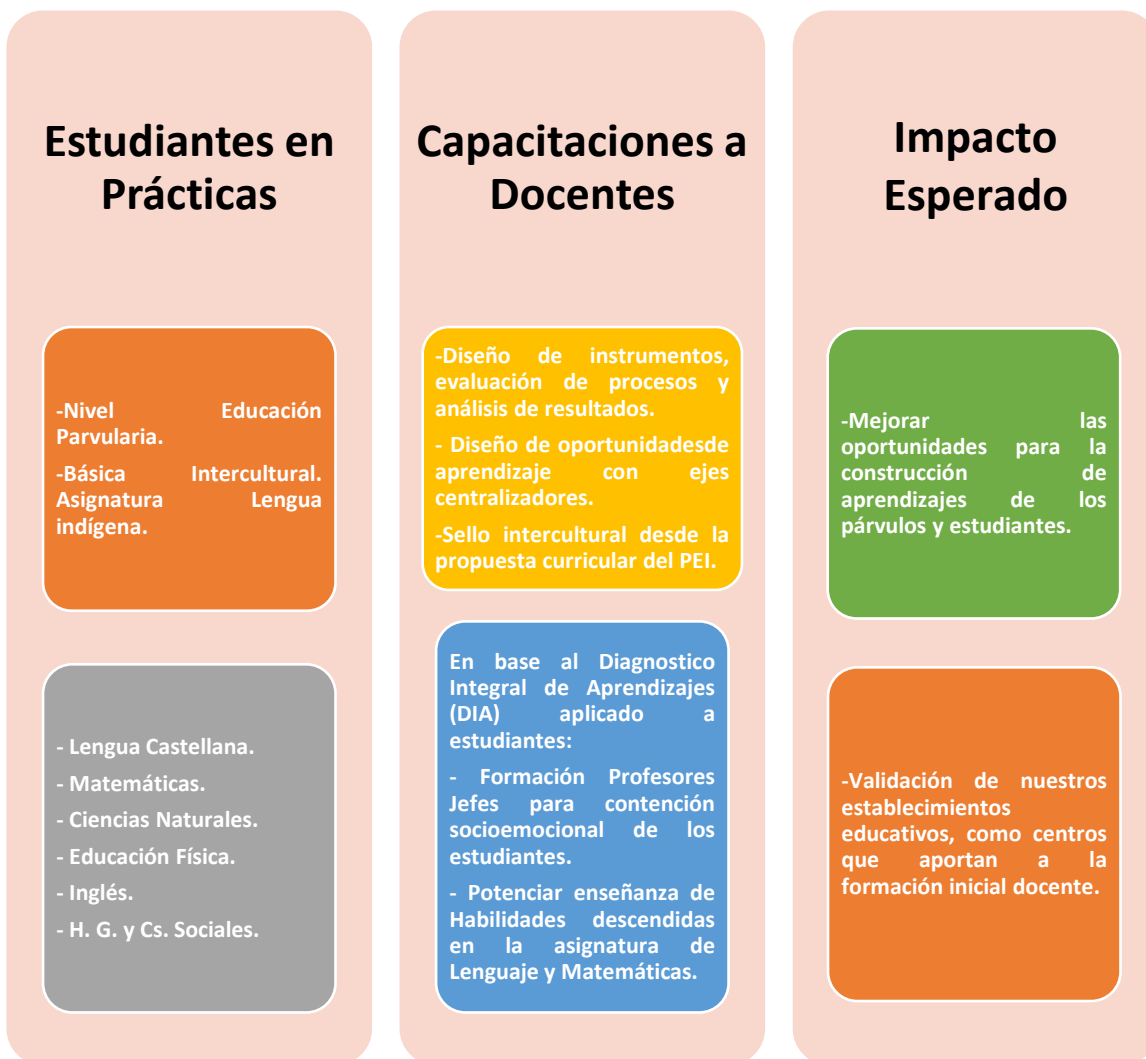 Estudiantes en
Prácticas
-Nivel Educación
Parvularia.
-Básica Intercultural.
Asignatura Lengua
indígena.
- Lengua Castellana.
- Matemáticas.
- Ciencias Naturales.
- Educación Física.
- Inglés.
- H. G. y Cs. Sociales.
Capacitaciones a
Docentes
-Diseño de instrumentos,
evaluación de procesos y
análisis de resultados.
- Diseño de oportunidadesde
aprendizaje con ejes
centralizadores.
-Sello intercultural desde la
propuesta curricular del PEI.
En base al Diagnostico
Integral de Aprendizajes
(DIA) aplicado a
estudiantes:
- Formación Profesores
Jefes para contención
socioemocional de los
estudiantes.
- Potenciar enseñanza de
Habilidades descendidas
en la asignatura de
Lenguaje y Matemáticas.
Impacto
Esperado
-Mejorar las
oportunidades para la
construcción de
aprendizajes de los
párvulos y estudiantes.
-Validación de nuestros
establecimientos
educativos, como centros
que aportan a la
formación inicial docente.